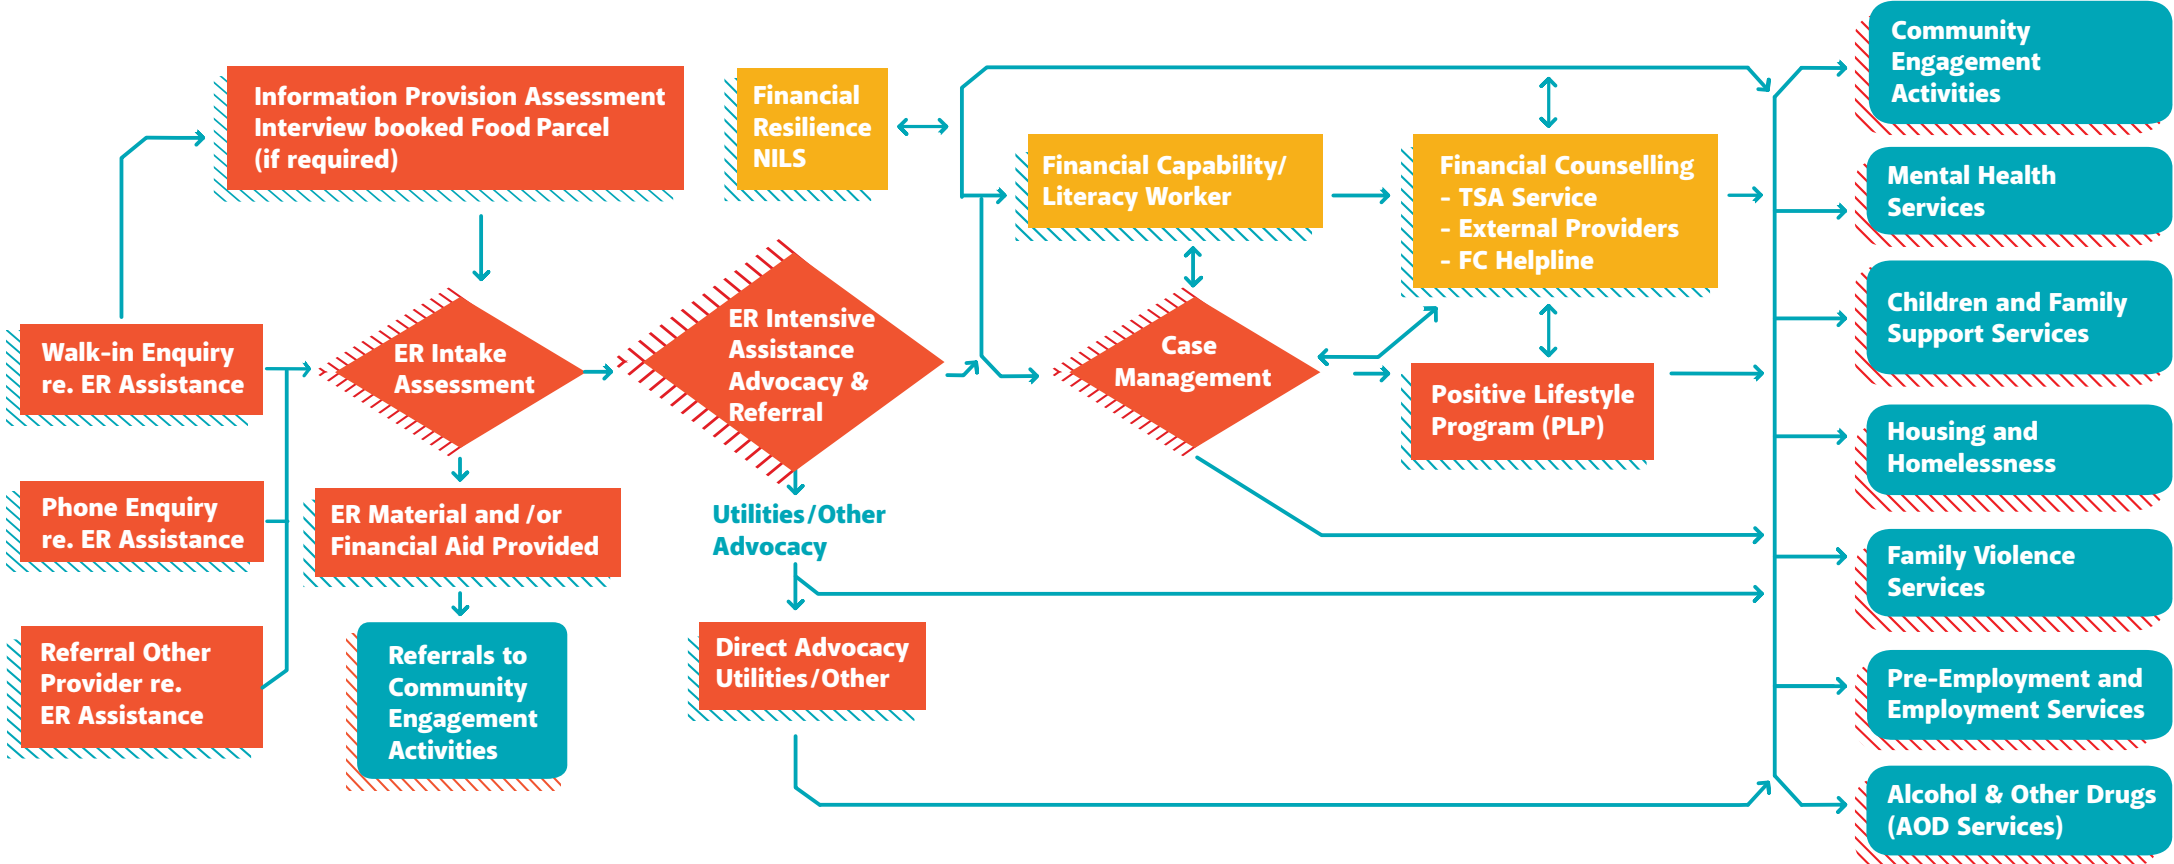 Information Provision Assessment
Interview booked Food Parcel
(if required)
Financial
Resilience
NILS
Financial Capability/
Literacy Worker
Financial Counselling
- TSA Service
- External Providers
- FC Helpline
Walk-in Enquiry
re. ER Assistance
Phone Enquiry
re. ER Assistance
Referral Other
Provider re.
ER Assistance
ER Intake
Assessment
ER Material and /or
Financial Aid Provided
Referrals to
Community
Engagement
Activities
ER Intensive
Assistance
Advocacy &
Referral
Utilities/Other
Advocacy
Direct Advocacy
Utilities/Other
Case
Management
Positive Lifestyle
Program (PLP)
Community
Engagement
Activities
Mental Health
Services
Children and Family
Support Services
Housing and
Homelessness
Family Violence
Services
Pre-Employment and
Employment Services
Alcohol & Other Drugs
(AOD Services)